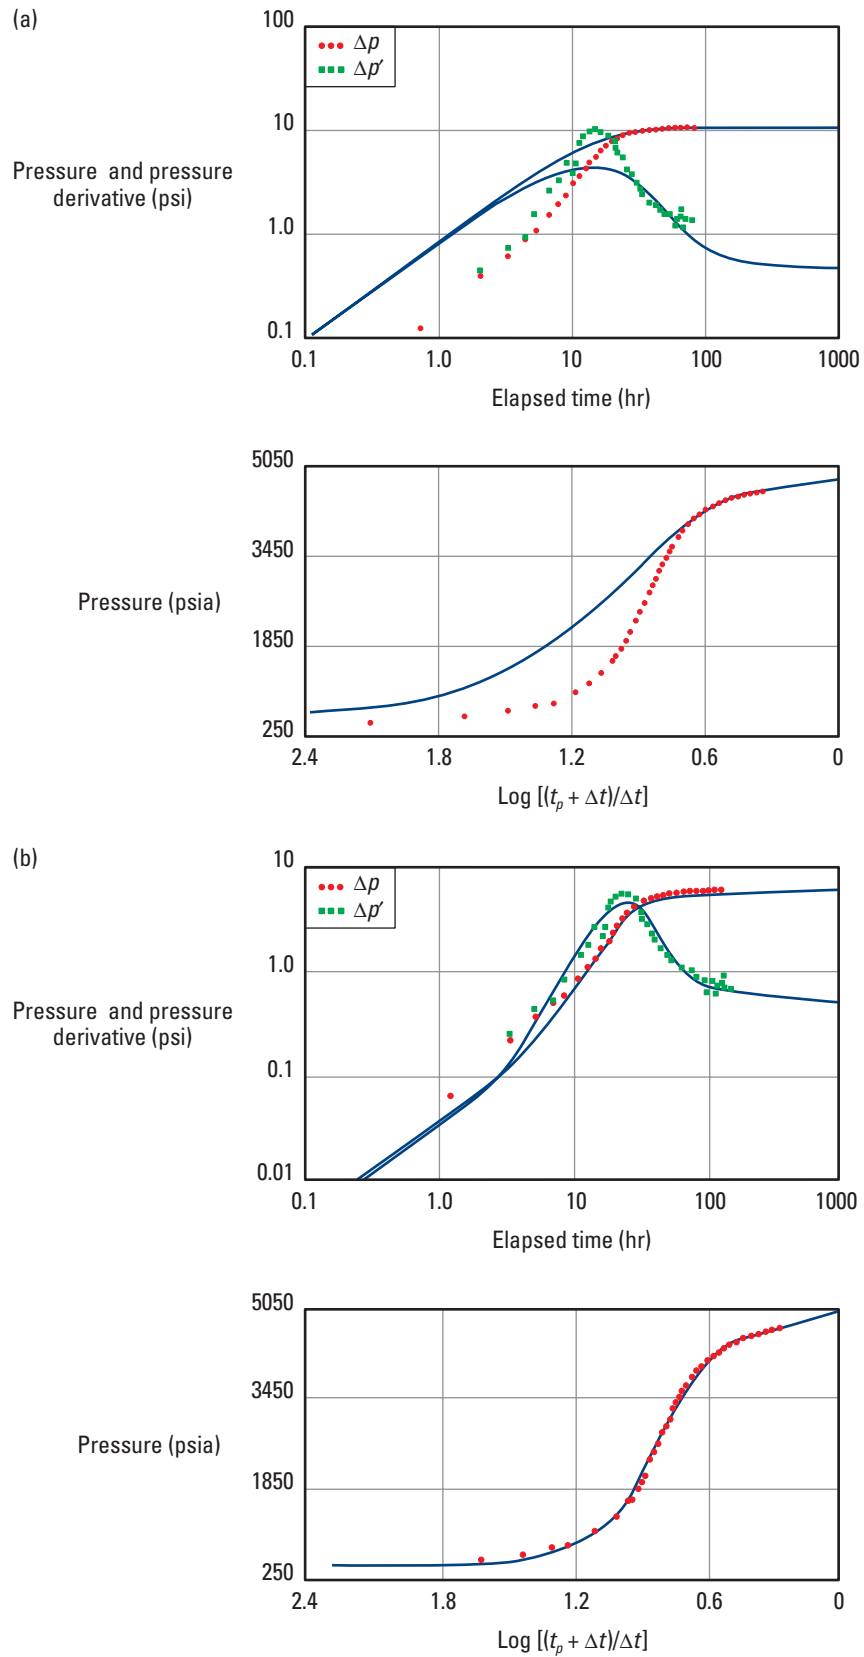 (a)
100
10
1.0
0.1
Δp
Δp′
Pressure and pressure
derivative (psi)
0.1 1.0 10 100 1000
Elapsed time (hr)
5050
3450
1850
250
Pressure (psia)
2.4 1.8 1.2 0.6 0
Log [(tp + Δt)/Δt]
(b)
10
1.0
0.1
0.01
Δp
Δp′
Pressure and pressure
derivative (psi)
0.1 1.0 10 100 1000
Elapsed time (hr)
5050
3450
1850
250
Pressure (psia)
2.4 1.8 1.2 0.6 0
Log [(tp + Δt)/Δt]